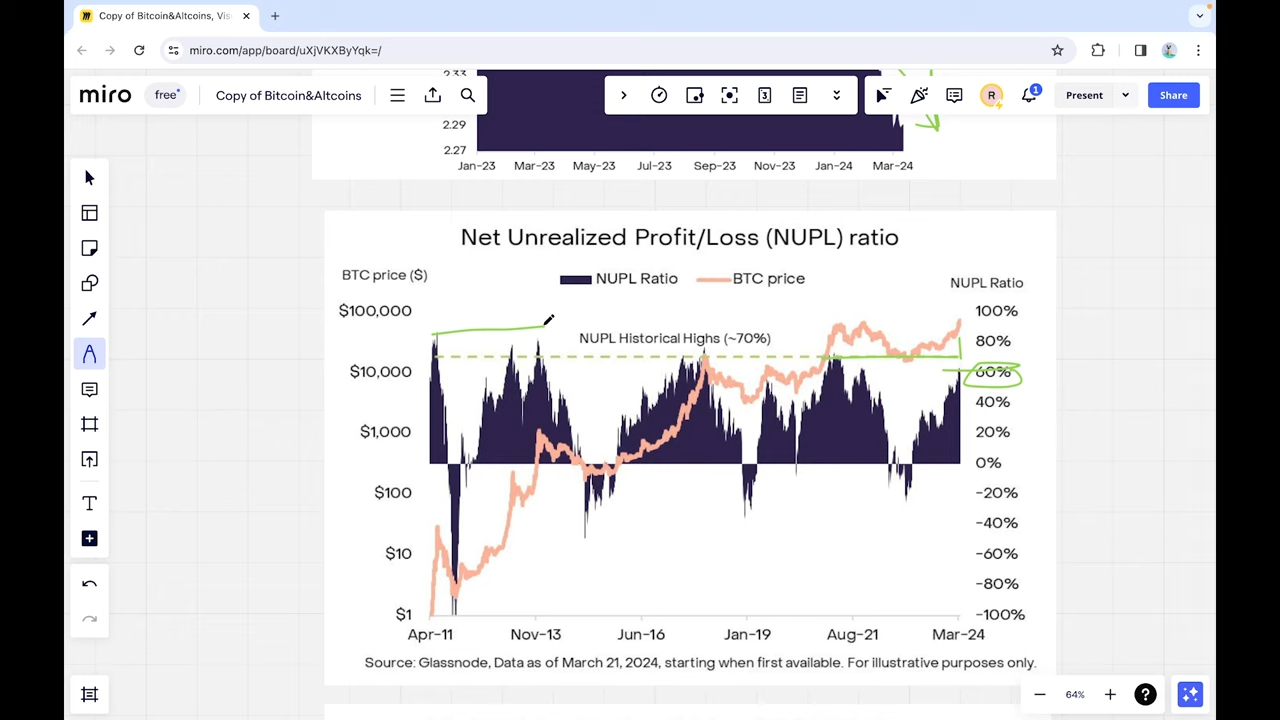 Copy of Bitcoin&Altcoins, Vis
miro.com/app/board/uXjVKXByYqk=/
miro
free
Copy of Bitcoin&Altcoins
3
R
1
Present
Share
2.33
2.29
2.27
Jan-23 Mar-23 May-23 Jul-23 Sep-23 Nov-23 Jan-24 Mar-24
Net Unrealized Profit/Loss (NUPL) ratio
BTC price ($)
NUPL Ratio
BTC price
NUPL Ratio
$100,000
100%
NUPL Historical Highs (~70%)
80%
$10,000
60%
40%
$1,000
20%
0%
$100
-20%
-40%
$10
-60%
-80%
$1
-100%
Apr-11 Nov-13 Jun-16 Jan-19 Aug-21 Mar-24
Source: Glassnode, Data as of March 21, 2024, starting when first available. For illustrative purposes only.
64%
T
?